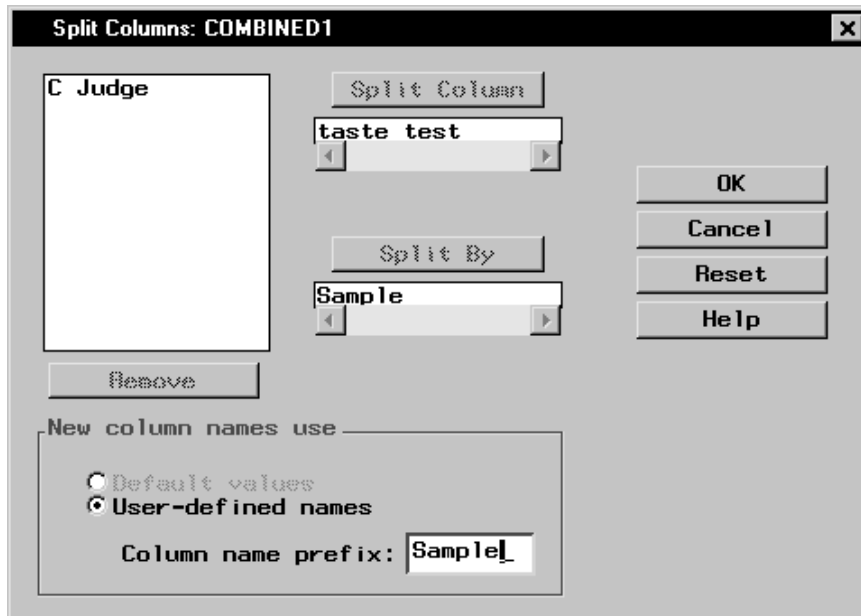 Split Columns: COMBINED1
C Judge
Split Column
taste test
Split By
Sample
OK
Cancel
Reset
Help
Remove
New column names use
Default values
User-defined names
Column name prefix: Sample_